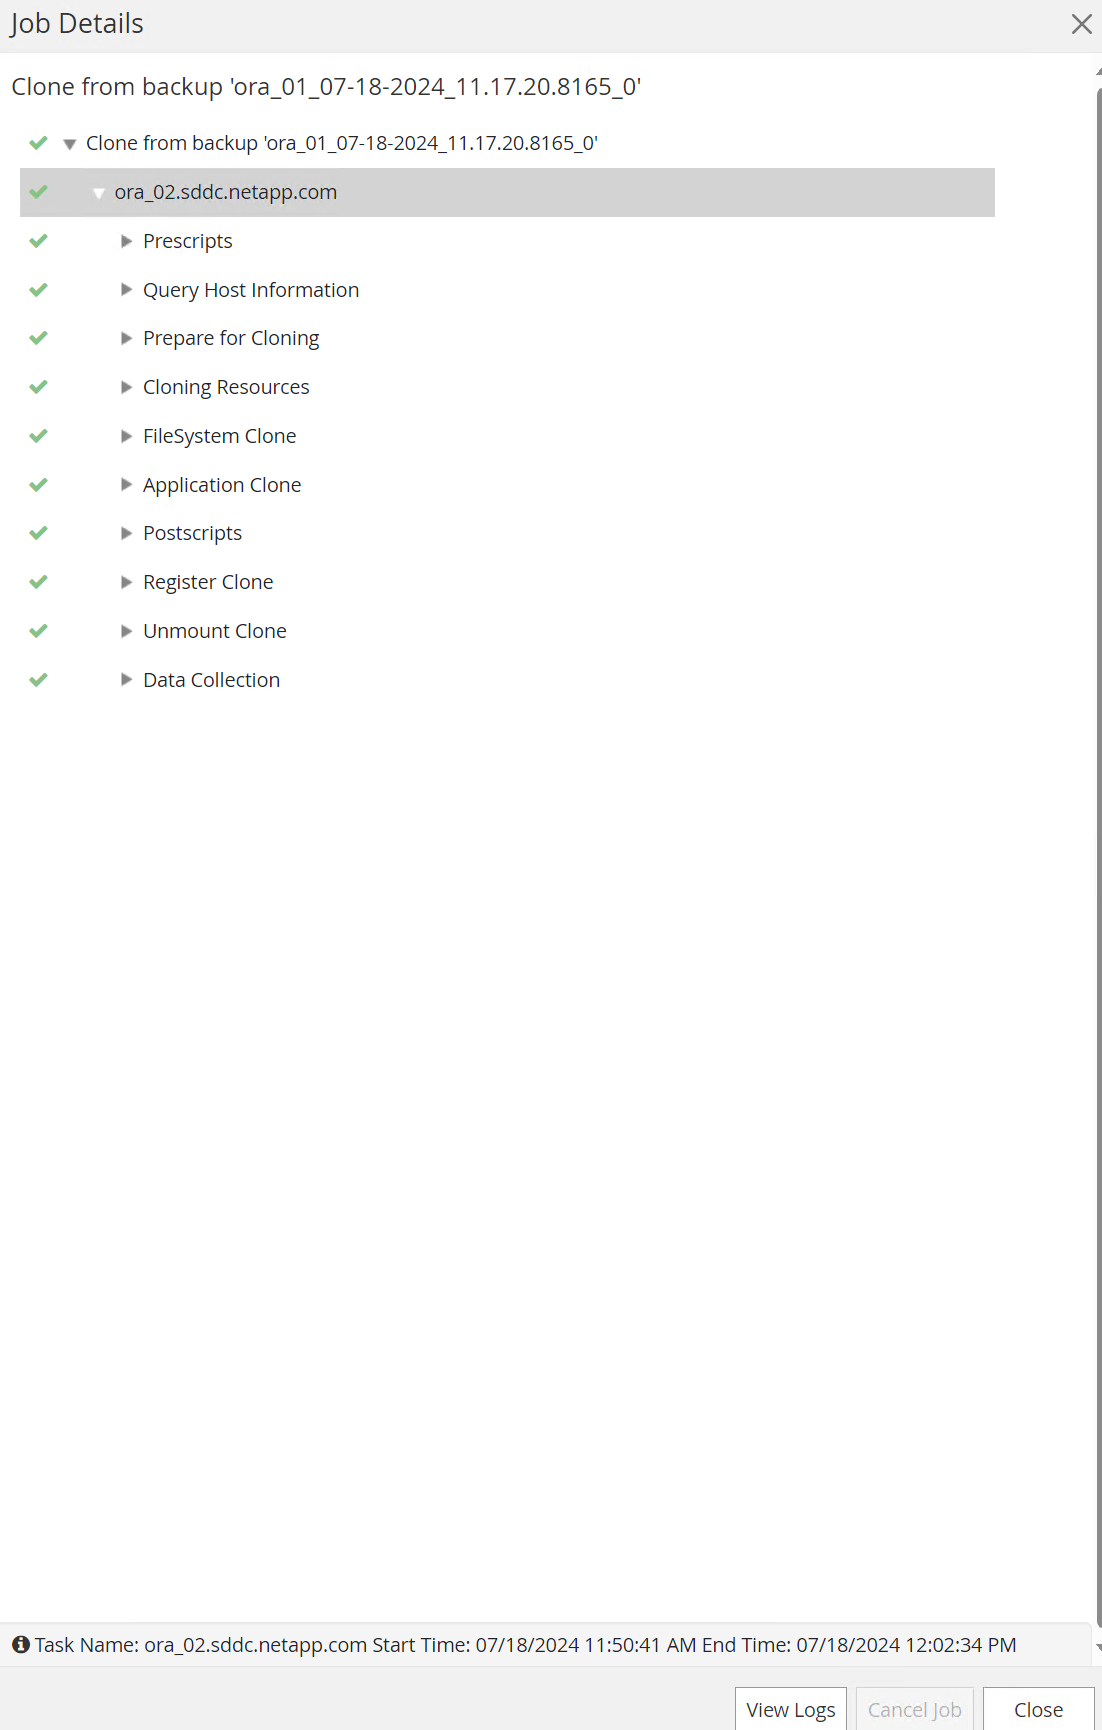 Job Details
Clone from backup 'ora_01_07-18-2024_11.17.20.8165_0'
Clone from backup 'ora_01_07-18-2024_11.17.20.8165_0'
ora_02.sddc.netapp.com
Prescripts
Query Host Information
Prepare for Cloning
Cloning Resources
FileSystem Clone
Application Clone
Postscripts
Register Clone
Unmount Clone
Data Collection
Task Name: ora_02.sddc.netapp.com Start Time: 07/18/2024 11:50:41 AM End Time: 07/18/2024 12:02:34 PM
View Logs Cancel Job Close